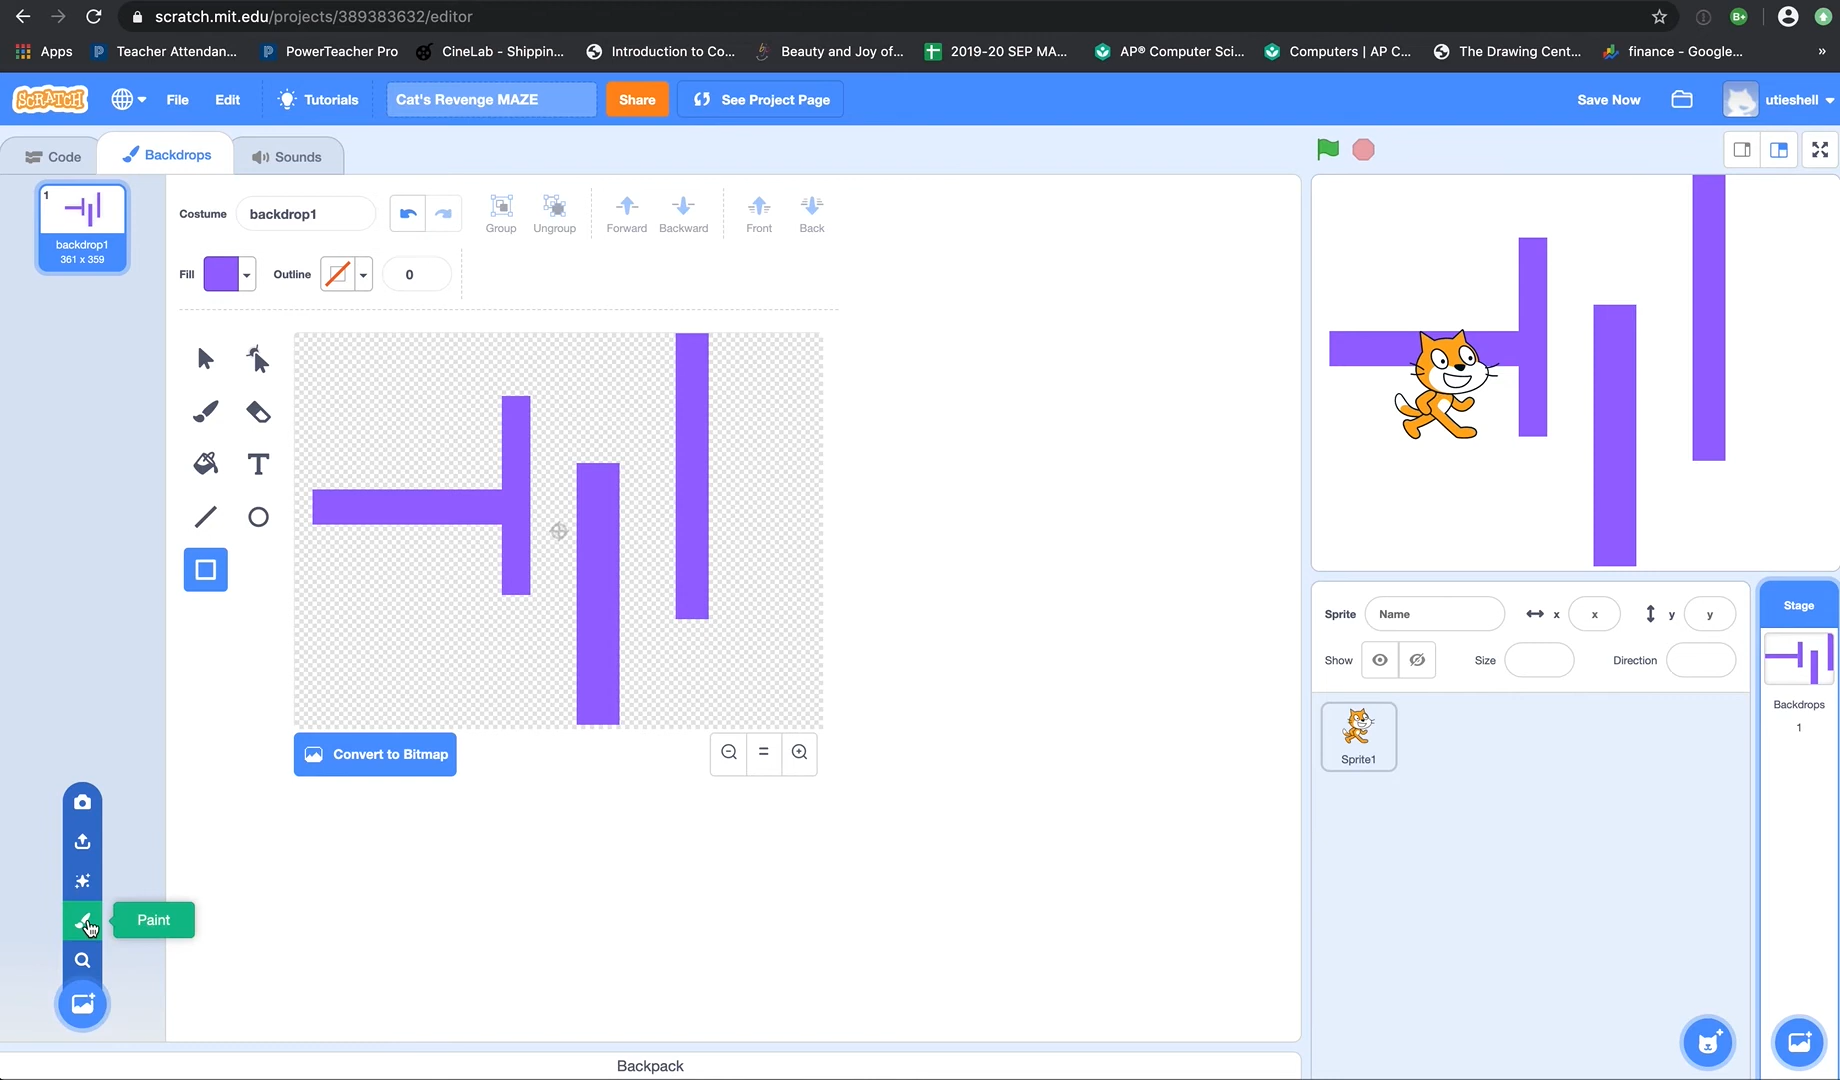 scratch.mit.edu/projects/389383632/editor
B+
Apps
Teacher Attendan...
PowerTeacher Pro
CineLab - Shippin...
Introduction to Co...
Beauty and Joy of...
2019-20 SEP MA...
AP® Computer Sci...
Computers | AP C...
The Drawing Cent...
finance - Google...
»
SCRATCH
File
Edit
Tutorials
Cat's Revenge MAZE
Share
See Project Page
Save Now
utieshell
Code
Backdrops
Sounds
1
backdrop1
361 x 359
Costume
backdrop1
Group
Ungroup
Forward
Backward
Front
Back
Fill
Outline
0
T
Convert to Bitmap
=
Paint
Sprite
Name
x
x
y
y
Show
Size
Direction
Sprite1
Stage
Backdrops
1
Backpack